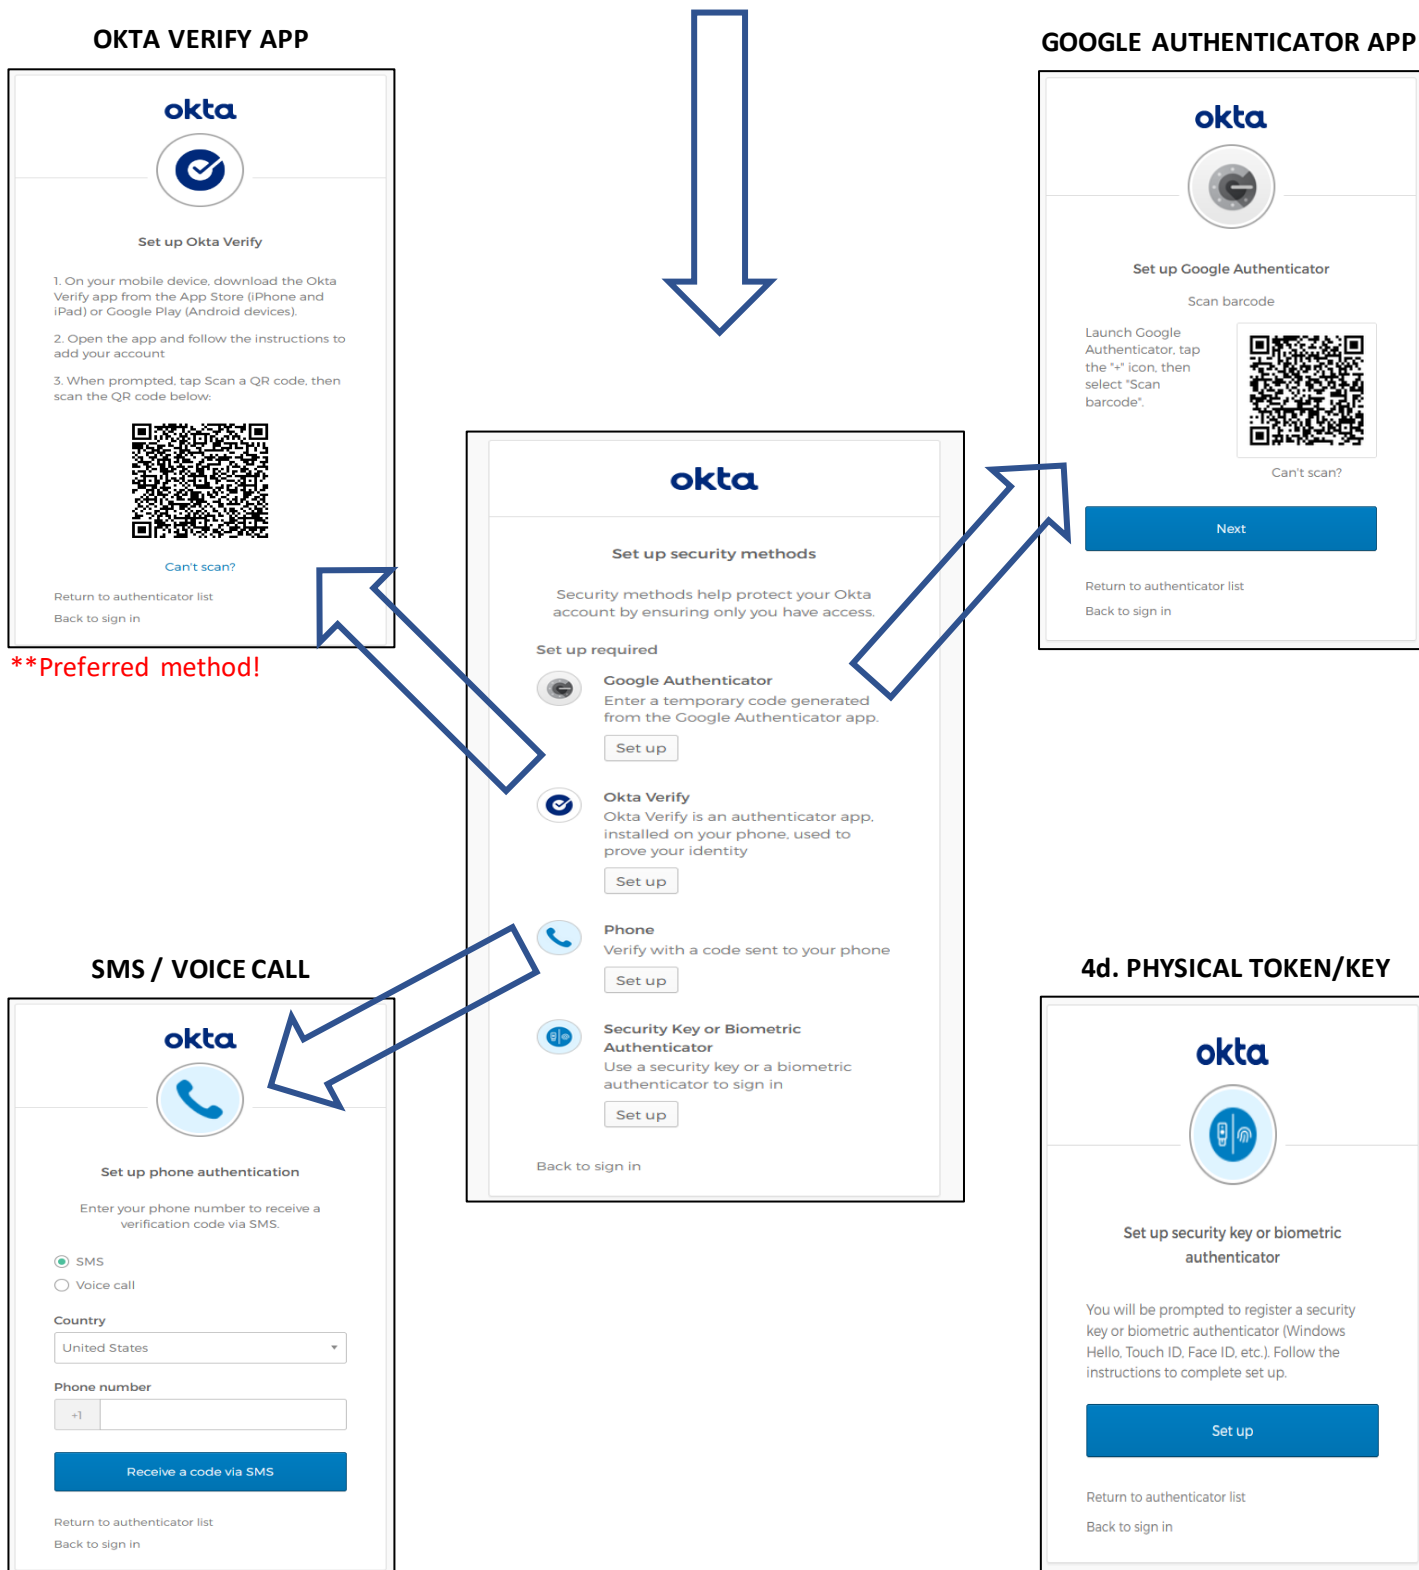 OKTA VERIFY APP
okta
Set up Okta Verify
1. On your mobile device, download the Okta
Verify app from the App Store (iPhone and
iPad) or Google Play (Android devices).
2. Open the app and follow the instructions to
add your account
3. When prompted, tap Scan a QR code, then
scan the QR code below:
Can't scan?
Return to authenticator list
Back to sign in
**Preferred method!
GOOGLE AUTHENTICATOR APP
okta
Set up Google Authenticator
Scan barcode
Launch Google
Authenticator, tap
the "+" icon, then
select "Scan
barcode".
Can't scan?
Next
Return to authenticator list
Back to sign in
okta
Set up security methods
Security methods help protect your Okta
account by ensuring only you have access.
Set up required
Google Authenticator
Enter a temporary code generated
from the Google Authenticator app.
Set up
Okta Verify
Okta Verify is an authenticator app,
installed on your phone, used to
prove your identity
Set up
Phone
Verify with a code sent to your phone
Set up
Security Key or Biometric
Authenticator
Use a security key or a biometric
authenticator to sign in
Set up
Back to sign in
SMS / VOICE CALL
okta
Set up phone authentication
Enter your phone number to receive a
verification code via SMS.
SMS
Voice call
Country
United States
Phone number
+1
Receive a code via SMS
Return to authenticator list
Back to sign in
4d. PHYSICAL TOKEN/KEY
okta
Set up security key or biometric
authenticator
You will be prompted to register a security
key or biometric authenticator (Windows
Hello, Touch ID, Face ID, etc.). Follow the
instructions to complete set up.
Set up
Return to authenticator list
Back to sign in